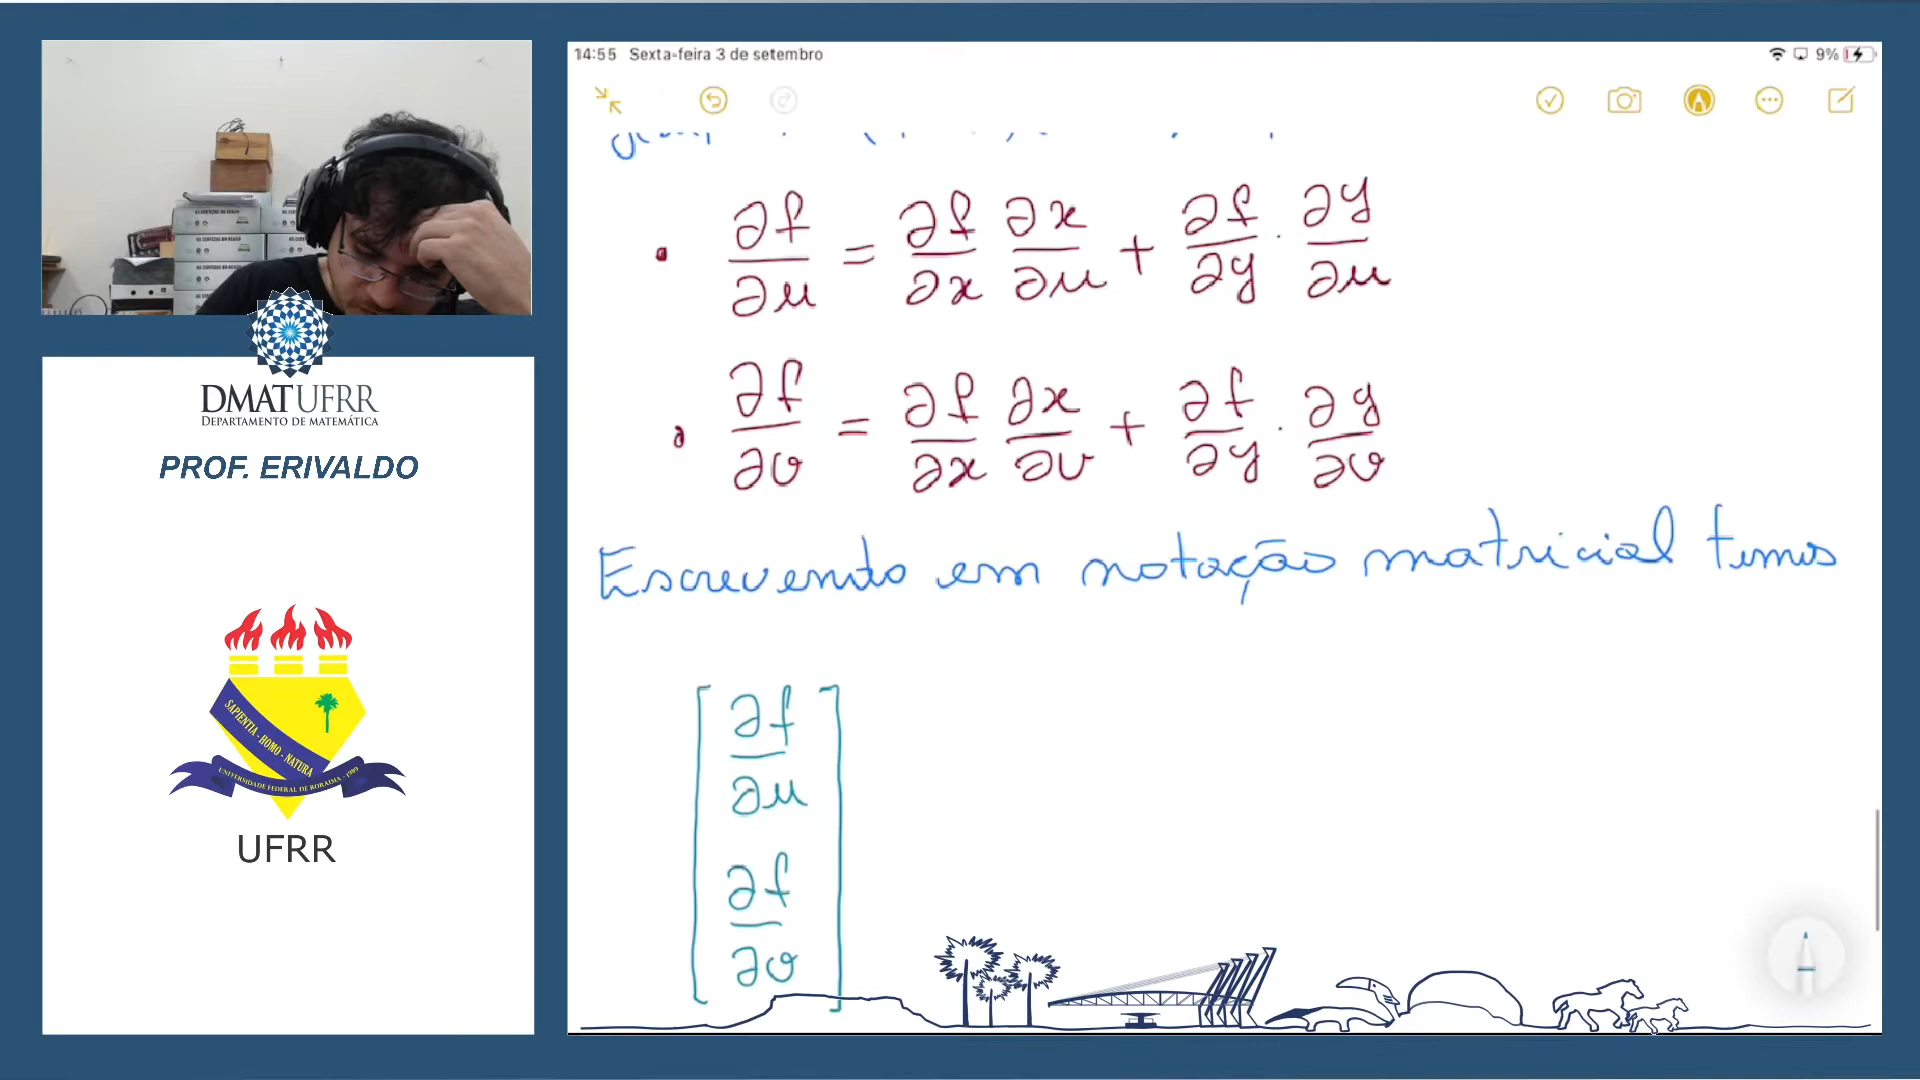 14:55 Sexta-feira 3 de setembro
9%
• ∂f/∂u = ∂f/∂x ∂x/∂u + ∂f/∂y · ∂y/∂u
• ∂f/∂v = ∂f/∂x ∂x/∂v + ∂f/∂y · ∂y/∂v
Escrevendo em notação matricial temos
[ ∂f/∂u
∂f/∂v ]
DMATUFRR
DEPARTAMENTO DE MATEMÁTICA
PROF. ERIVALDO
SAPIENTIA - HOMO - NATURA
UNIVERSIDADE FEDERAL DE RORAIMA - 1989
UFRR